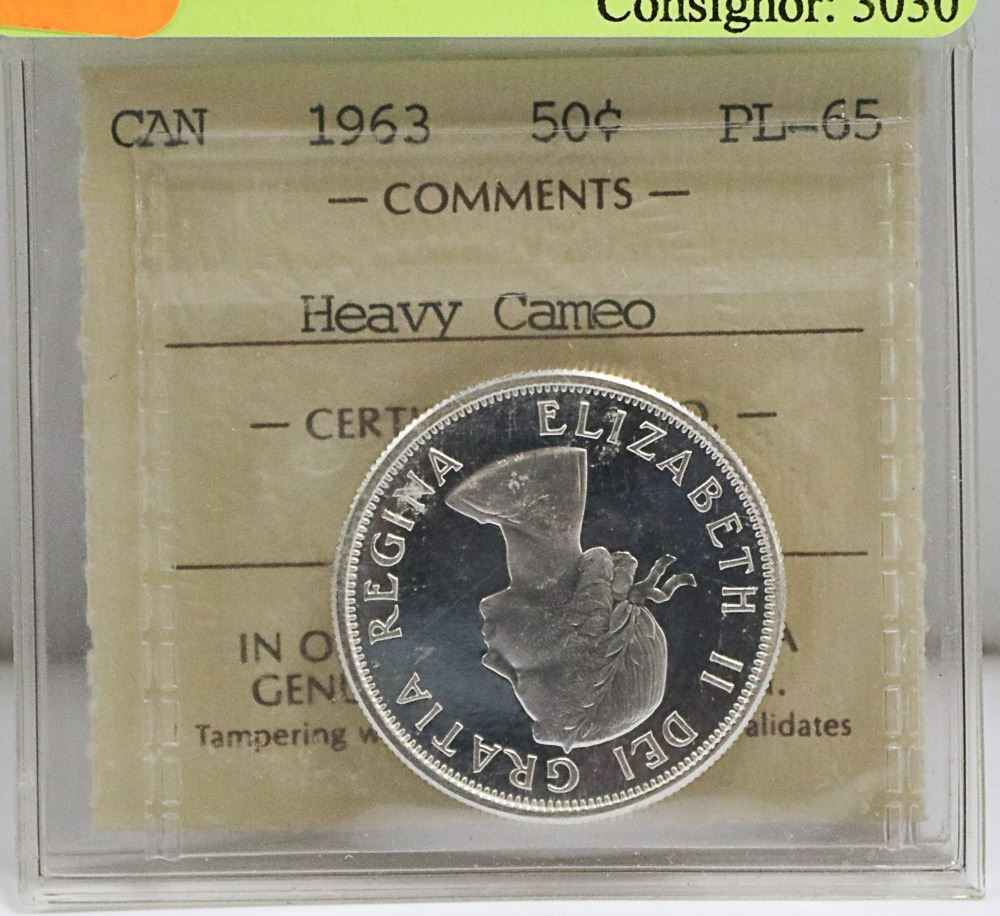 Consignor: 3030
CAN 1963 50¢ PL-65
— COMMENTS —
Heavy Cameo
— CERT O. —
ELIZABETH II DEI GRATIA REGINA
IN O A
GENU .
Tampering w alidates